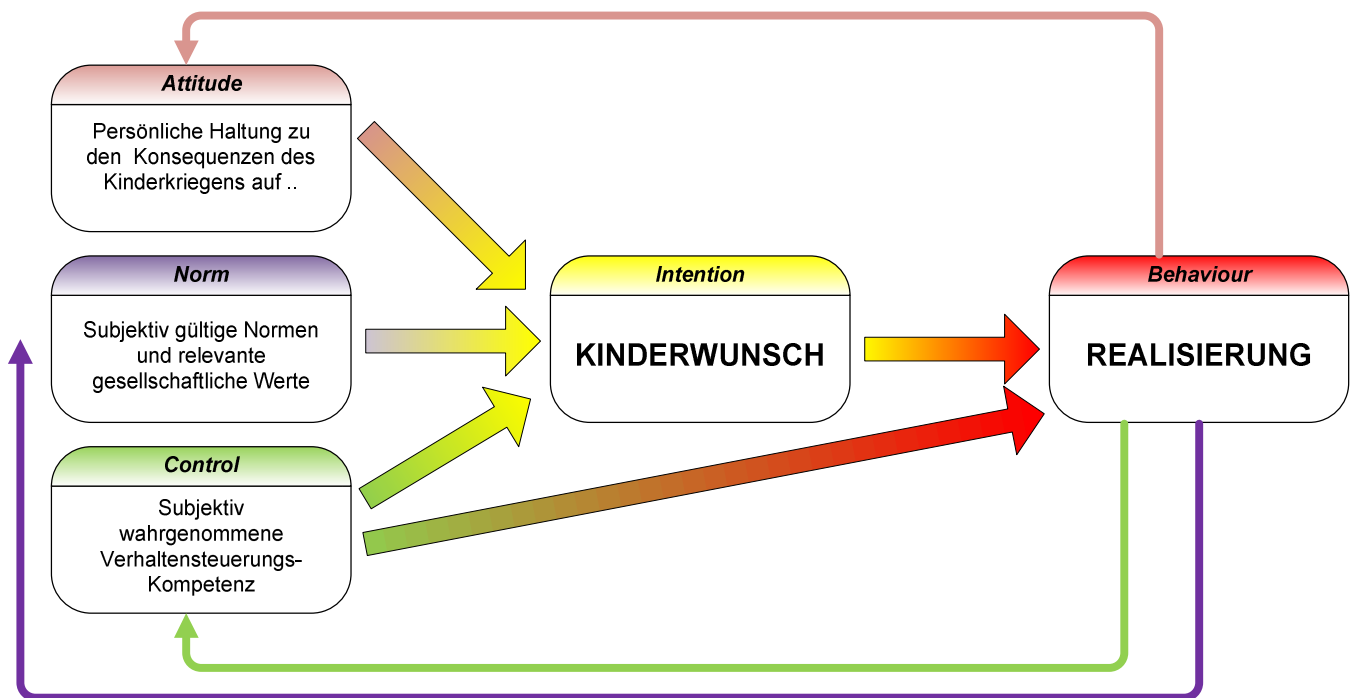 Attitude
Persönliche Haltung zu
den Konsequenzen des
Kinderkriegens auf ..
Norm
Subjektiv gültige Normen
und relevante
gesellschaftliche Werte
Control
Subjektiv
wahrgenommene
Verhaltensteuerungs-
Kompetenz
Intention
KINDERWUNSCH
Behaviour
REALISIERUNG